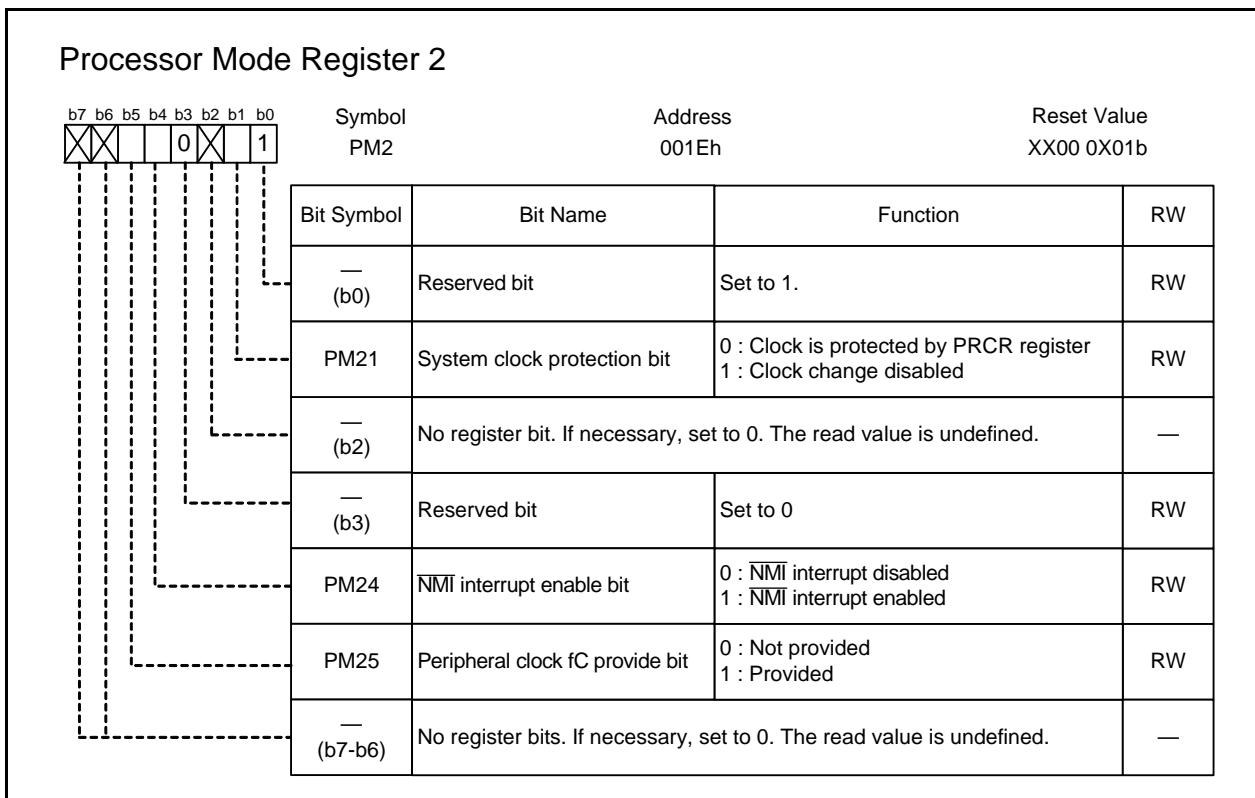 Processor Mode Register 2
b7 b6 b5 b4 b3 b2 b1 b0
0 1
Symbol Address Reset Value
PM2 001Eh XX00 0X01b
Bit Symbol Bit Name Function RW
—
(b0) Reserved bit Set to 1. RW
PM21 System clock protection bit 0 : Clock is protected by PRCR register
1 : Clock change disabled RW
—
(b2) No register bit. If necessary, set to 0. The read value is undefined. —
—
(b3) Reserved bit Set to 0 RW
PM24 N̅M̅I̅ interrupt enable bit 0 : N̅M̅I̅ interrupt disabled
1 : N̅M̅I̅ interrupt enabled RW
PM25 Peripheral clock fC provide bit 0 : Not provided
1 : Provided RW
—
(b7-b6) No register bits. If necessary, set to 0. The read value is undefined. —